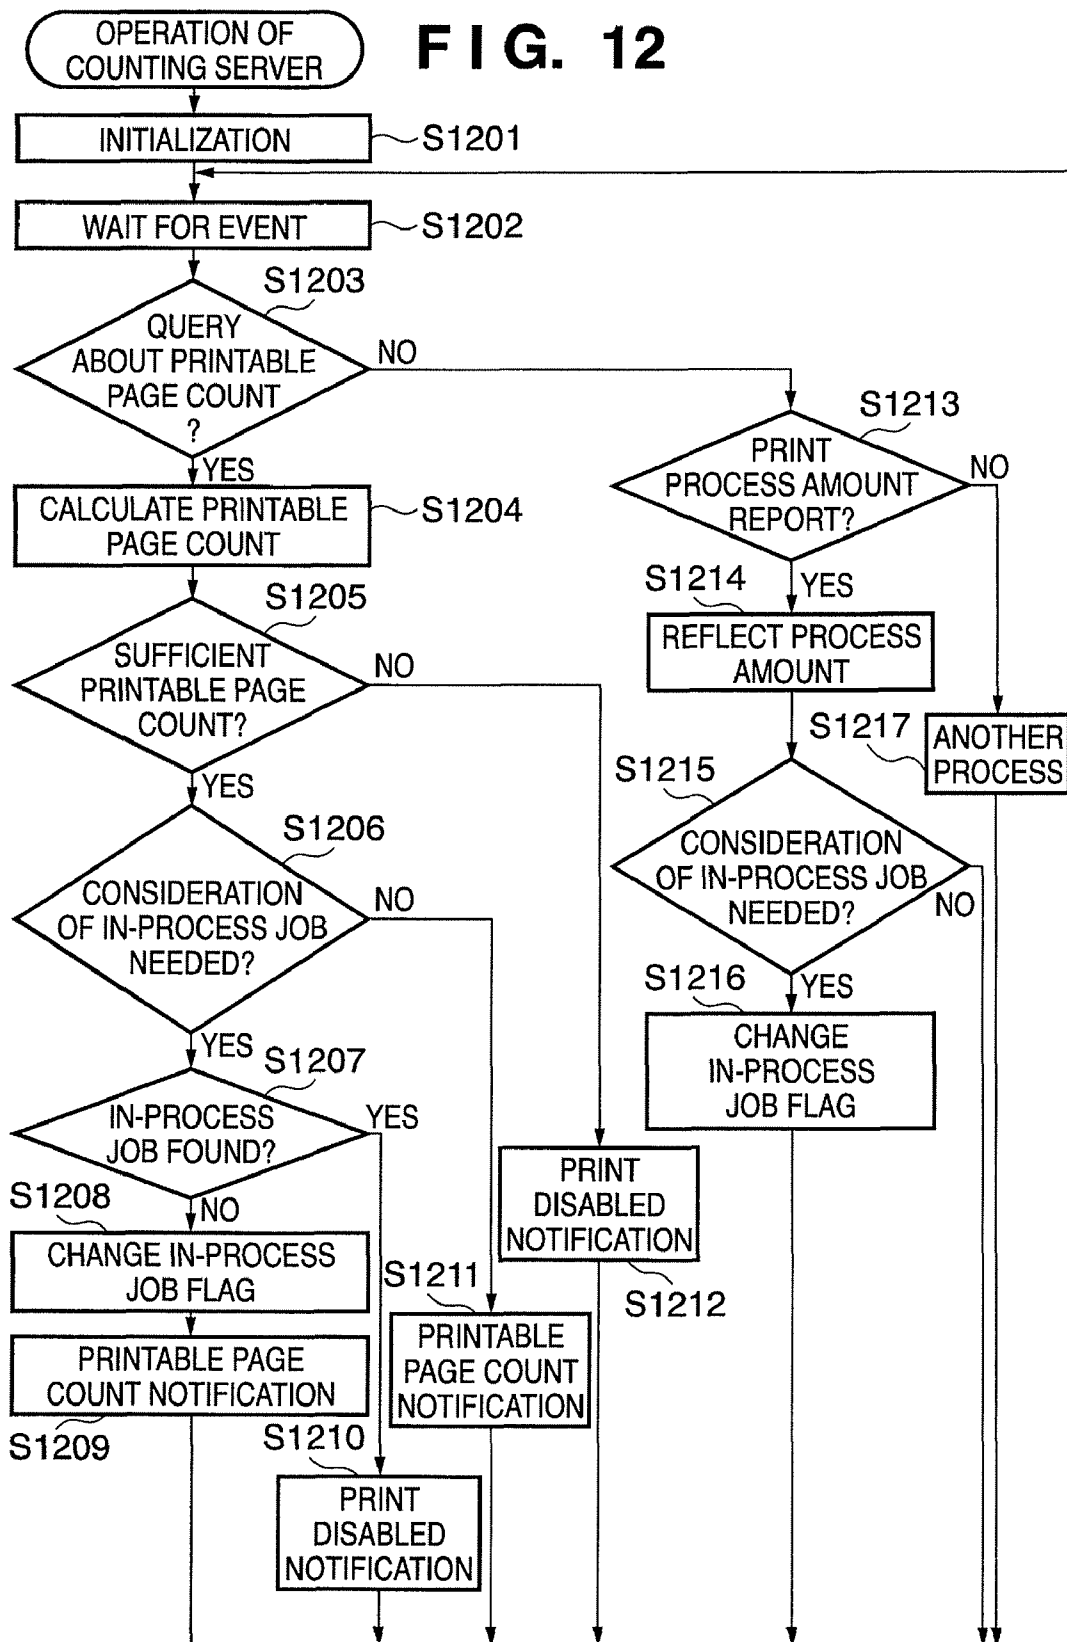 FIG. 12
OPERATION OF
COUNTING SERVER
INITIALIZATION
S1201
WAIT FOR EVENT
S1202
S1203
QUERY
ABOUT PRINTABLE
PAGE COUNT
?
NO
YES
CALCULATE PRINTABLE
PAGE COUNT
S1204
S1205
SUFFICIENT
PRINTABLE PAGE
COUNT?
NO
YES
S1206
CONSIDERATION
OF IN-PROCESS JOB
NEEDED?
NO
YES
S1207
IN-PROCESS
JOB FOUND?
YES
NO
S1208
CHANGE IN-PROCESS
JOB FLAG
PRINTABLE PAGE
COUNT NOTIFICATION
S1209
S1210
PRINT
DISABLED
NOTIFICATION
S1211
PRINTABLE
PAGE COUNT
NOTIFICATION
PRINT
DISABLED
NOTIFICATION
S1212
S1213
PRINT
PROCESS AMOUNT
REPORT?
NO
YES
S1214
REFLECT PROCESS
AMOUNT
S1217
ANOTHER
PROCESS
S1215
CONSIDERATION
OF IN-PROCESS JOB
NEEDED?
NO
YES
S1216
CHANGE
IN-PROCESS
JOB FLAG